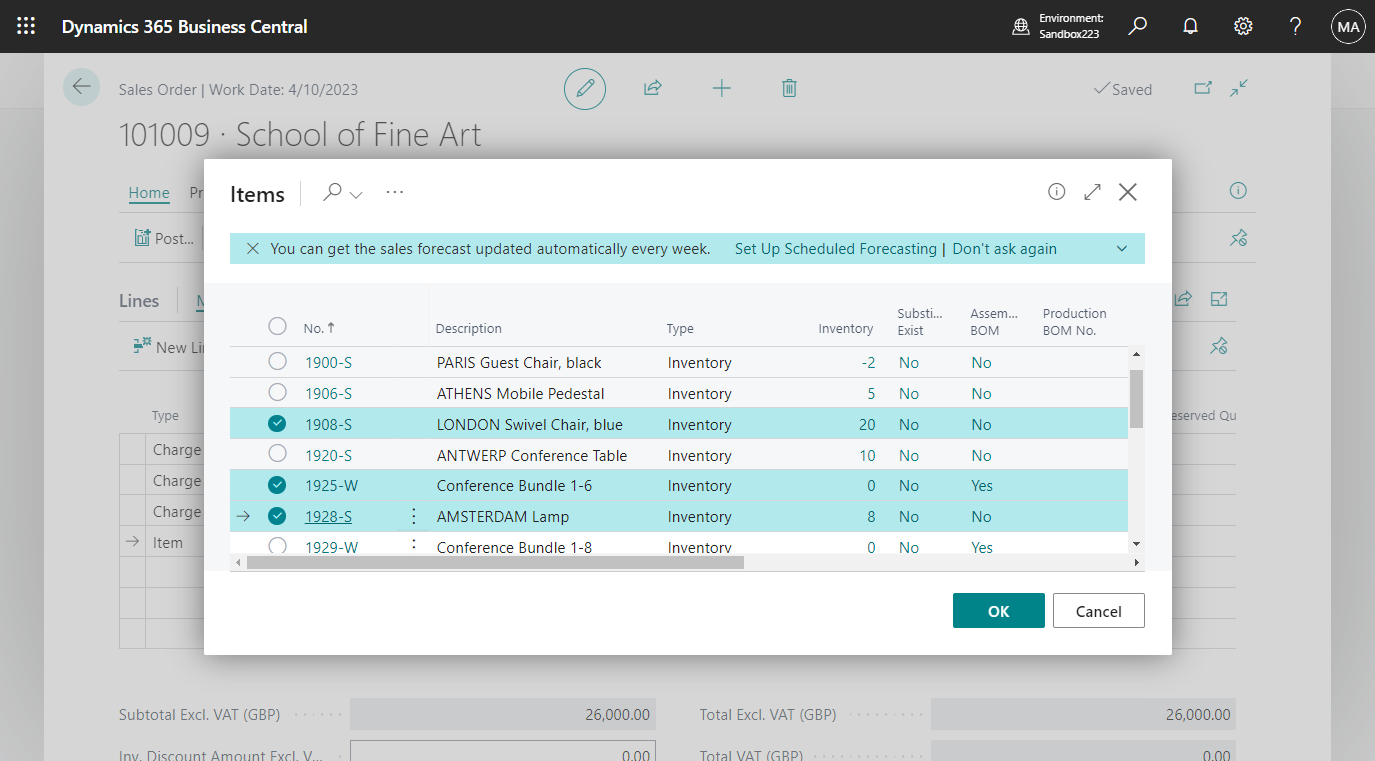 Dynamics 365 Business Central
Environment:
Sandbox223
MA
Sales Order | Work Date: 4/10/2023
Saved
101009 · School of Fine Art
Home Pr
Post...
Lines M
New Li
Type
eserved Qu
Charge
Charge
Charge
Item
Items
You can get the sales forecast updated automatically every week. Set Up Scheduled Forecasting | Don't ask again
No. ↑ Description Type Inventory Substi... Exist Assem... BOM Production BOM No.
1900-S PARIS Guest Chair, black Inventory -2 No No
1906-S ATHENS Mobile Pedestal Inventory 5 No No
1908-S LONDON Swivel Chair, blue Inventory 20 No No
1920-S ANTWERP Conference Table Inventory 10 No No
1925-W Conference Bundle 1-6 Inventory 0 No Yes
1928-S AMSTERDAM Lamp Inventory 8 No No
1929-W Conference Bundle 1-8 Inventory 0 No Yes
OK Cancel
Subtotal Excl. VAT (GBP) 26,000.00 Total Excl. VAT (GBP) 26,000.00
Inv. Discount Amount Excl. V... 0.00 Total VAT (GBP) 0.00